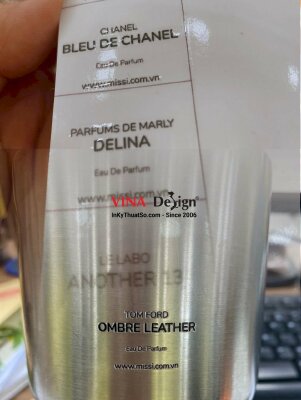 CHANEL
BLEU DE CHANEL
Eau De Parfum
www.missi.com.vn
PARFUMS DE MARLY
DELINA
Eau De Parfum
www.missi.com.vn
VINA Design®
InKyThuatSo.com - Since 2006
LE LABO
ANOTHER 13
TOM FORD
OMBRE LEATHER
Eau De Parfum
www.missi.com.vn